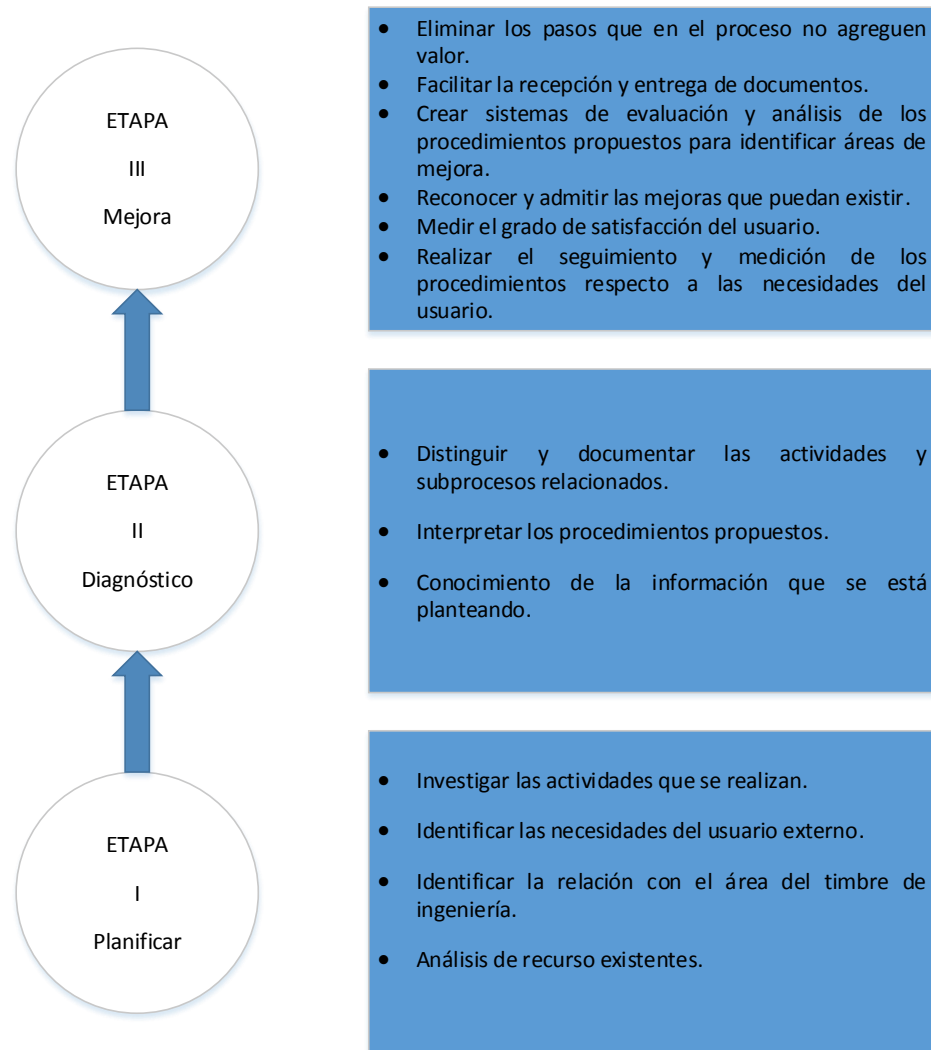 ETAPA
III
Mejora
• Eliminar los pasos que en el proceso no agreguen
valor.
• Facilitar la recepción y entrega de documentos.
• Crear sistemas de evaluación y análisis de los
procedimientos propuestos para identificar áreas de
mejora.
• Reconocer y admitir las mejoras que puedan existir.
• Medir el grado de satisfacción del usuario.
• Realizar el seguimiento y medición de los
procedimientos respecto a las necesidades del
usuario.
ETAPA
II
Diagnóstico
• Distinguir y documentar las actividades y
subprocesos relacionados.
• Interpretar los procedimientos propuestos.
• Conocimiento de la información que se está
planteando.
ETAPA
I
Planificar
• Investigar las actividades que se realizan.
• Identificar las necesidades del usuario externo.
• Identificar la relación con el área del timbre de
ingeniería.
• Análisis de recurso existentes.